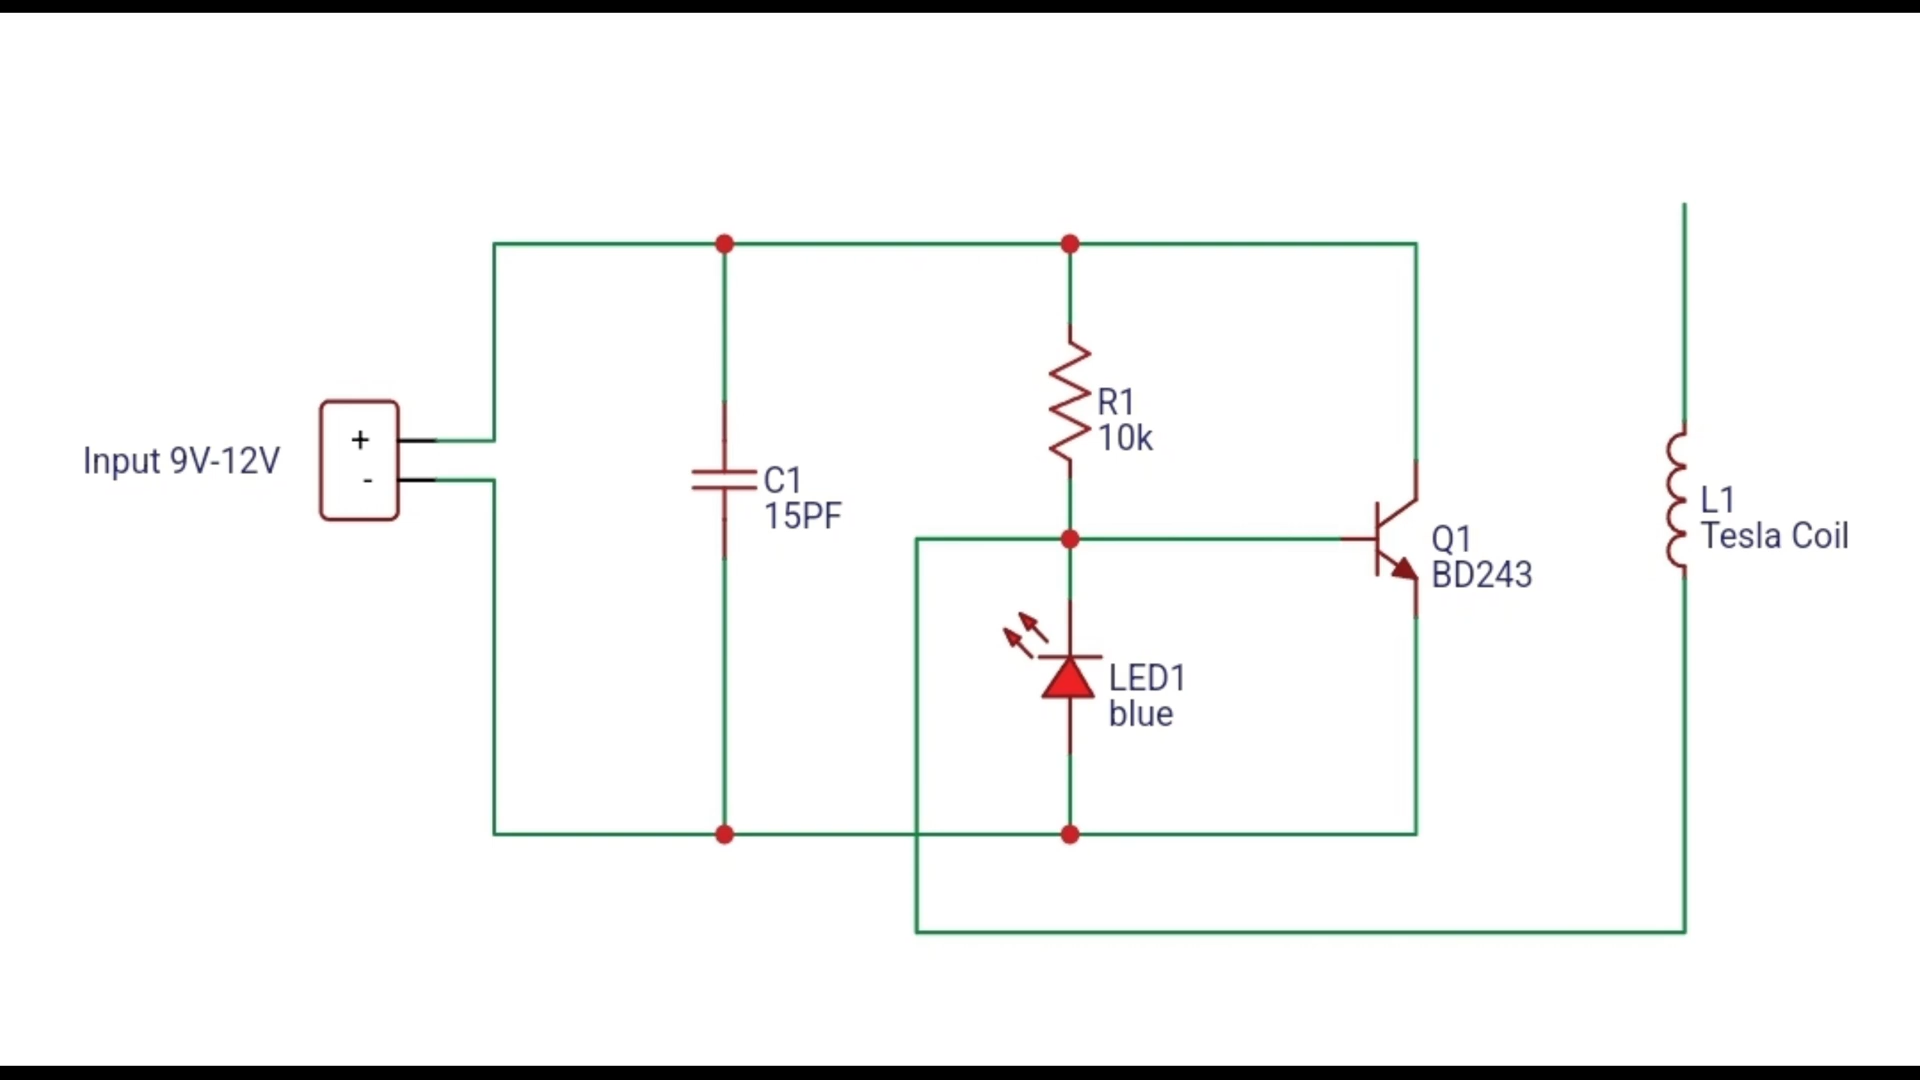 Input 9V-12V
+
-
C1
15PF
R1
10k
LED1
blue
Q1
BD243
L1
Tesla Coil